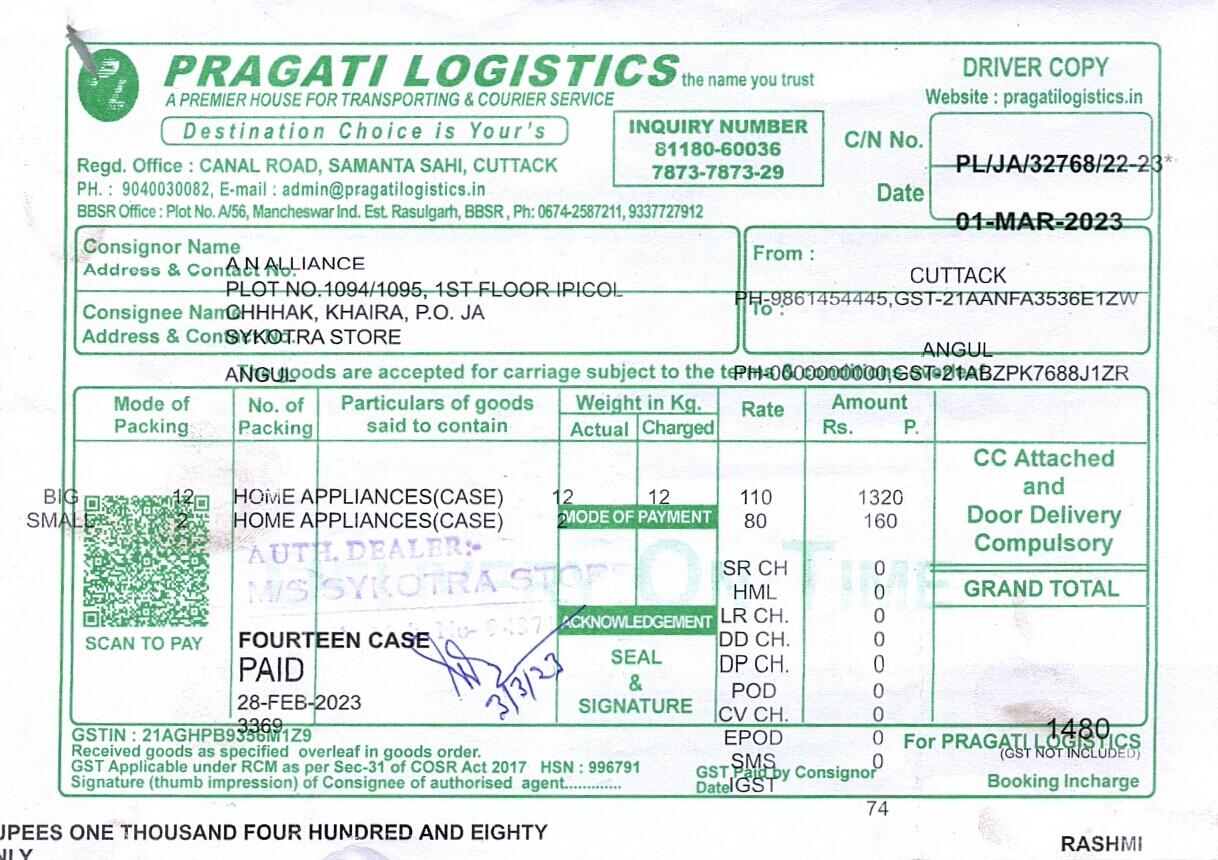 PRAGATI LOGISTICS the name you trust
A PREMIER HOUSE FOR TRANSPORTING & COURIER SERVICE
Destination Choice is Your's
Regd. Office : CANAL ROAD, SAMANTA SAHI, CUTTACK
PH. : 9040030082, E-mail : admin@pragatilogistics.in
BBSR Office : Plot No. A/56, Mancheswar Ind. Est. Rasulgarh, BBSR , Ph: 0674-2587211, 9337727912
INQUIRY NUMBER
81180-60036
7873-7873-29
DRIVER COPY
Website : pragatilogistics.in
C/N No.
PL/JA/32768/22-23*
Date
01-MAR-2023
Consignor Name
Address & Contact No.
A N ALLIANCE
PLOT NO.1094/1095, 1ST FLOOR IPICOL
CHHHAK, KHAIRA, P.O. JA
Consignee Name
Address & Contact No.
SYKOTRA STORE
ANGUL
From :
CUTTACK
PH-9861454445,GST-21AANFA3536E1ZW
To :
ANGUL
PH-0000000000,GST-21ABZPK7688J1ZR
The goods are accepted for carriage subject to the terms & conditions
Mode of Packing
No. of Packing
Particulars of goods said to contain
Weight in Kg.
Actual Charged
Rate
Amount
Rs. P.
BIG 12 HOME APPLIANCES(CASE) 12 12 110 1320
SMALL 2 HOME APPLIANCES(CASE) 2 80 160
MODE OF PAYMENT
CC Attached
and
Door Delivery
Compulsory
GRAND TOTAL
AUTH. DEALER:-
M/S SYKOTRA STORE
ON TIME
SR CH 0
HML 0
LR CH. 0
DD CH. 0
DP CH. 0
POD 0
CV CH. 0
EPOD 0
SMS 0
IGST
74
SCAN TO PAY
FOURTEEN CASE
PAID
28-FEB-2023
3369
3/3/23
ACKNOWLEDGEMENT
SEAL
&
SIGNATURE
1480
(GST NOT INCLUDED)
For PRAGATI LOGISTICS
Booking Incharge
GSTIN : 21AGHPB9356M1Z9
Received goods as specified overleaf in goods order.
GST Applicable under RCM as per Sec-31 of COSR Act 2017 HSN : 996791
Signature (thumb impression) of Consignee of authorised agent.............
GST Paid by Consignor
Date
UPEES ONE THOUSAND FOUR HUNDRED AND EIGHTY
NLY
RASHMI